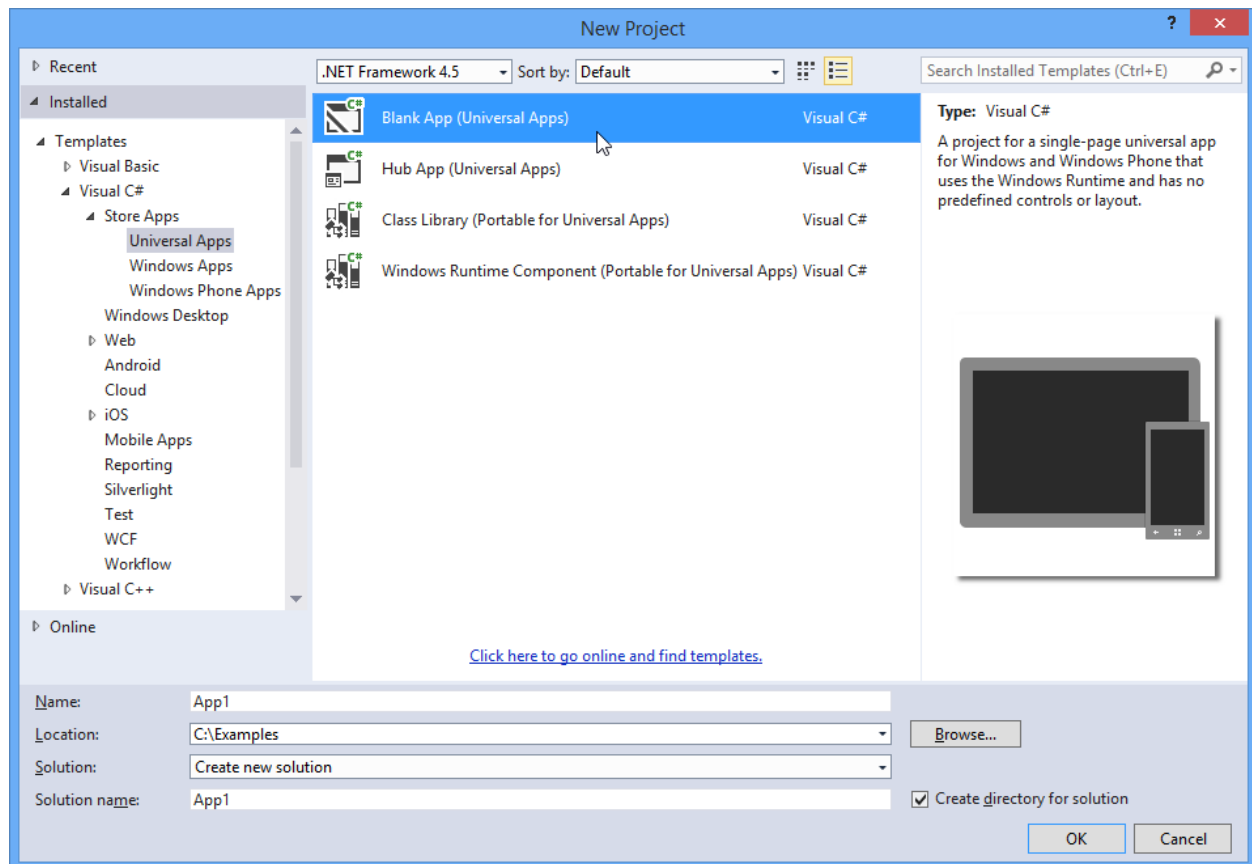 New Project
?
Recent
.NET Framework 4.5
Sort by: Default
Search Installed Templates (Ctrl+E)
Installed
Templates
Visual Basic
Visual C#
Store Apps
Universal Apps
Windows Apps
Windows Phone Apps
Windows Desktop
Web
Android
Cloud
iOS
Mobile Apps
Reporting
Silverlight
Test
WCF
Workflow
Visual C++
Online
C# Blank App (Universal Apps) Visual C#
C# Hub App (Universal Apps) Visual C#
C# Class Library (Portable for Universal Apps) Visual C#
C# Windows Runtime Component (Portable for Universal Apps) Visual C#
Click here to go online and find templates.
Type: Visual C#
A project for a single-page universal app
for Windows and Windows Phone that
uses the Windows Runtime and has no
predefined controls or layout.
Name: App1
Location: C:\Examples
Browse...
Solution: Create new solution
Solution name: App1
Create directory for solution
OK
Cancel